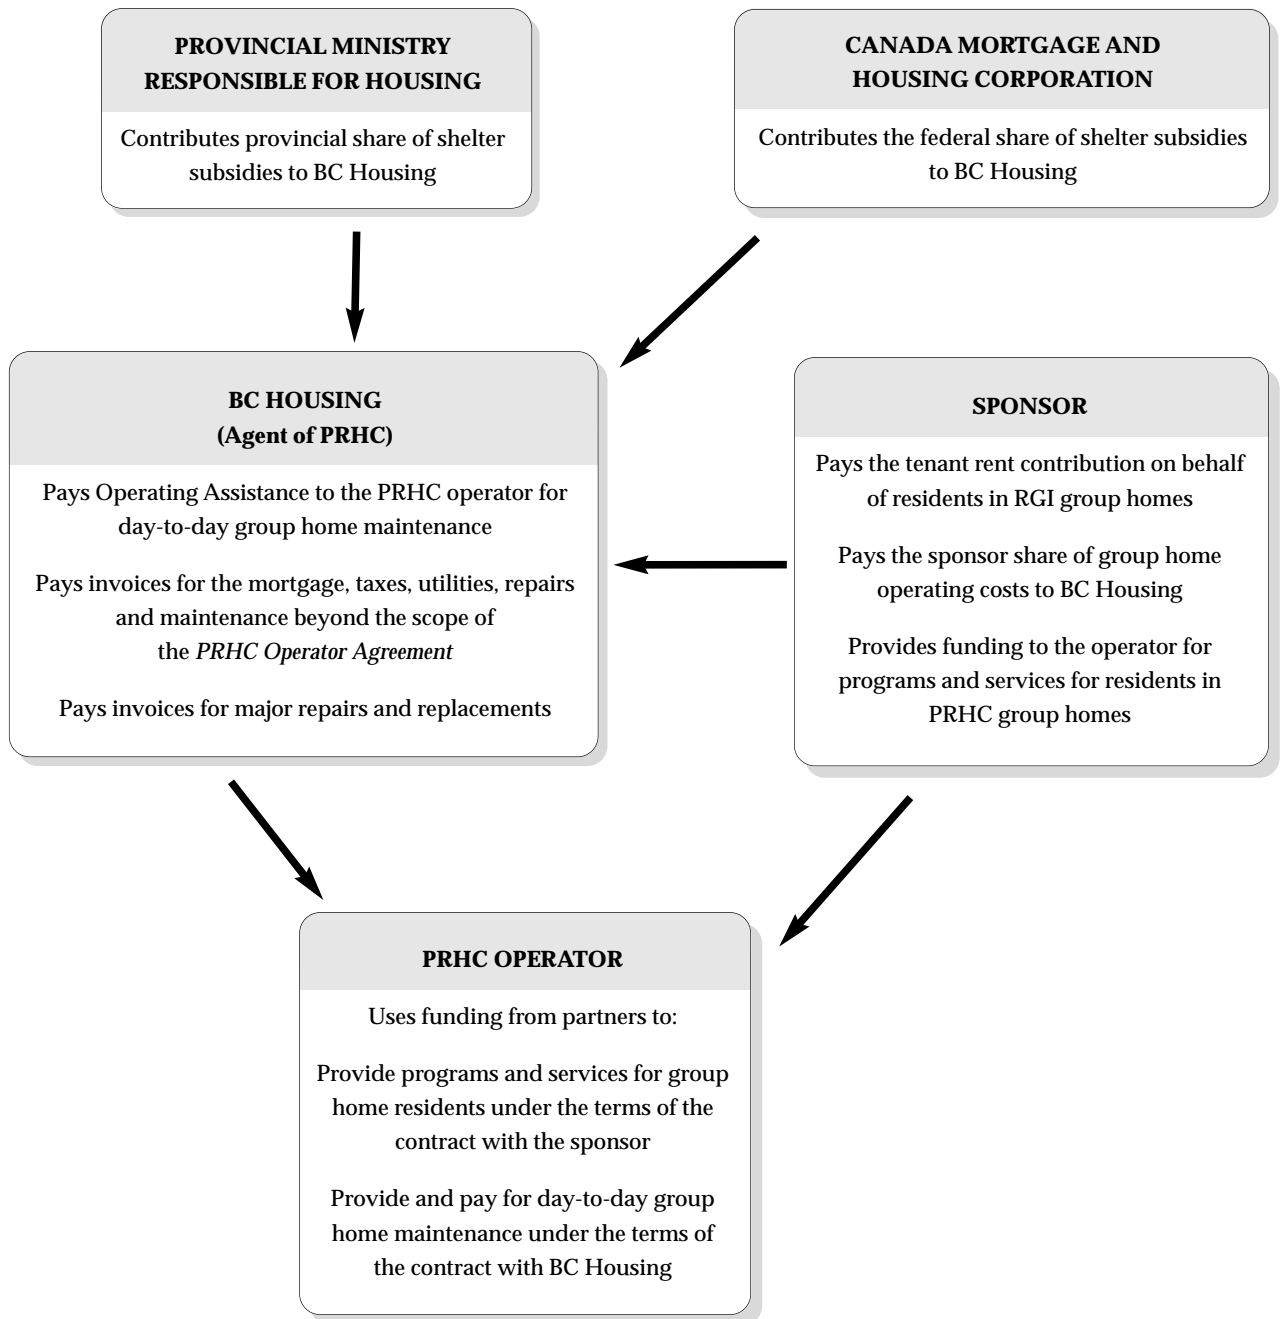 PROVINCIAL MINISTRY
RESPONSIBLE FOR HOUSING
Contributes provincial share of shelter
subsidies to BC Housing
CANADA MORTGAGE AND
HOUSING CORPORATION
Contributes the federal share of shelter subsidies
to BC Housing
BC HOUSING
(Agent of PRHC)
Pays Operating Assistance to the PRHC operator for
day-to-day group home maintenance
Pays invoices for the mortgage, taxes, utilities, repairs
and maintenance beyond the scope of
the PRHC Operator Agreement
Pays invoices for major repairs and replacements
SPONSOR
Pays the tenant rent contribution on behalf
of residents in RGI group homes
Pays the sponsor share of group home
operating costs to BC Housing
Provides funding to the operator for
programs and services for residents in
PRHC group homes
PRHC OPERATOR
Uses funding from partners to:
Provide programs and services for group
home residents under the terms of the
contract with the sponsor
Provide and pay for day-to-day group
home maintenance under the terms of
the contract with BC Housing